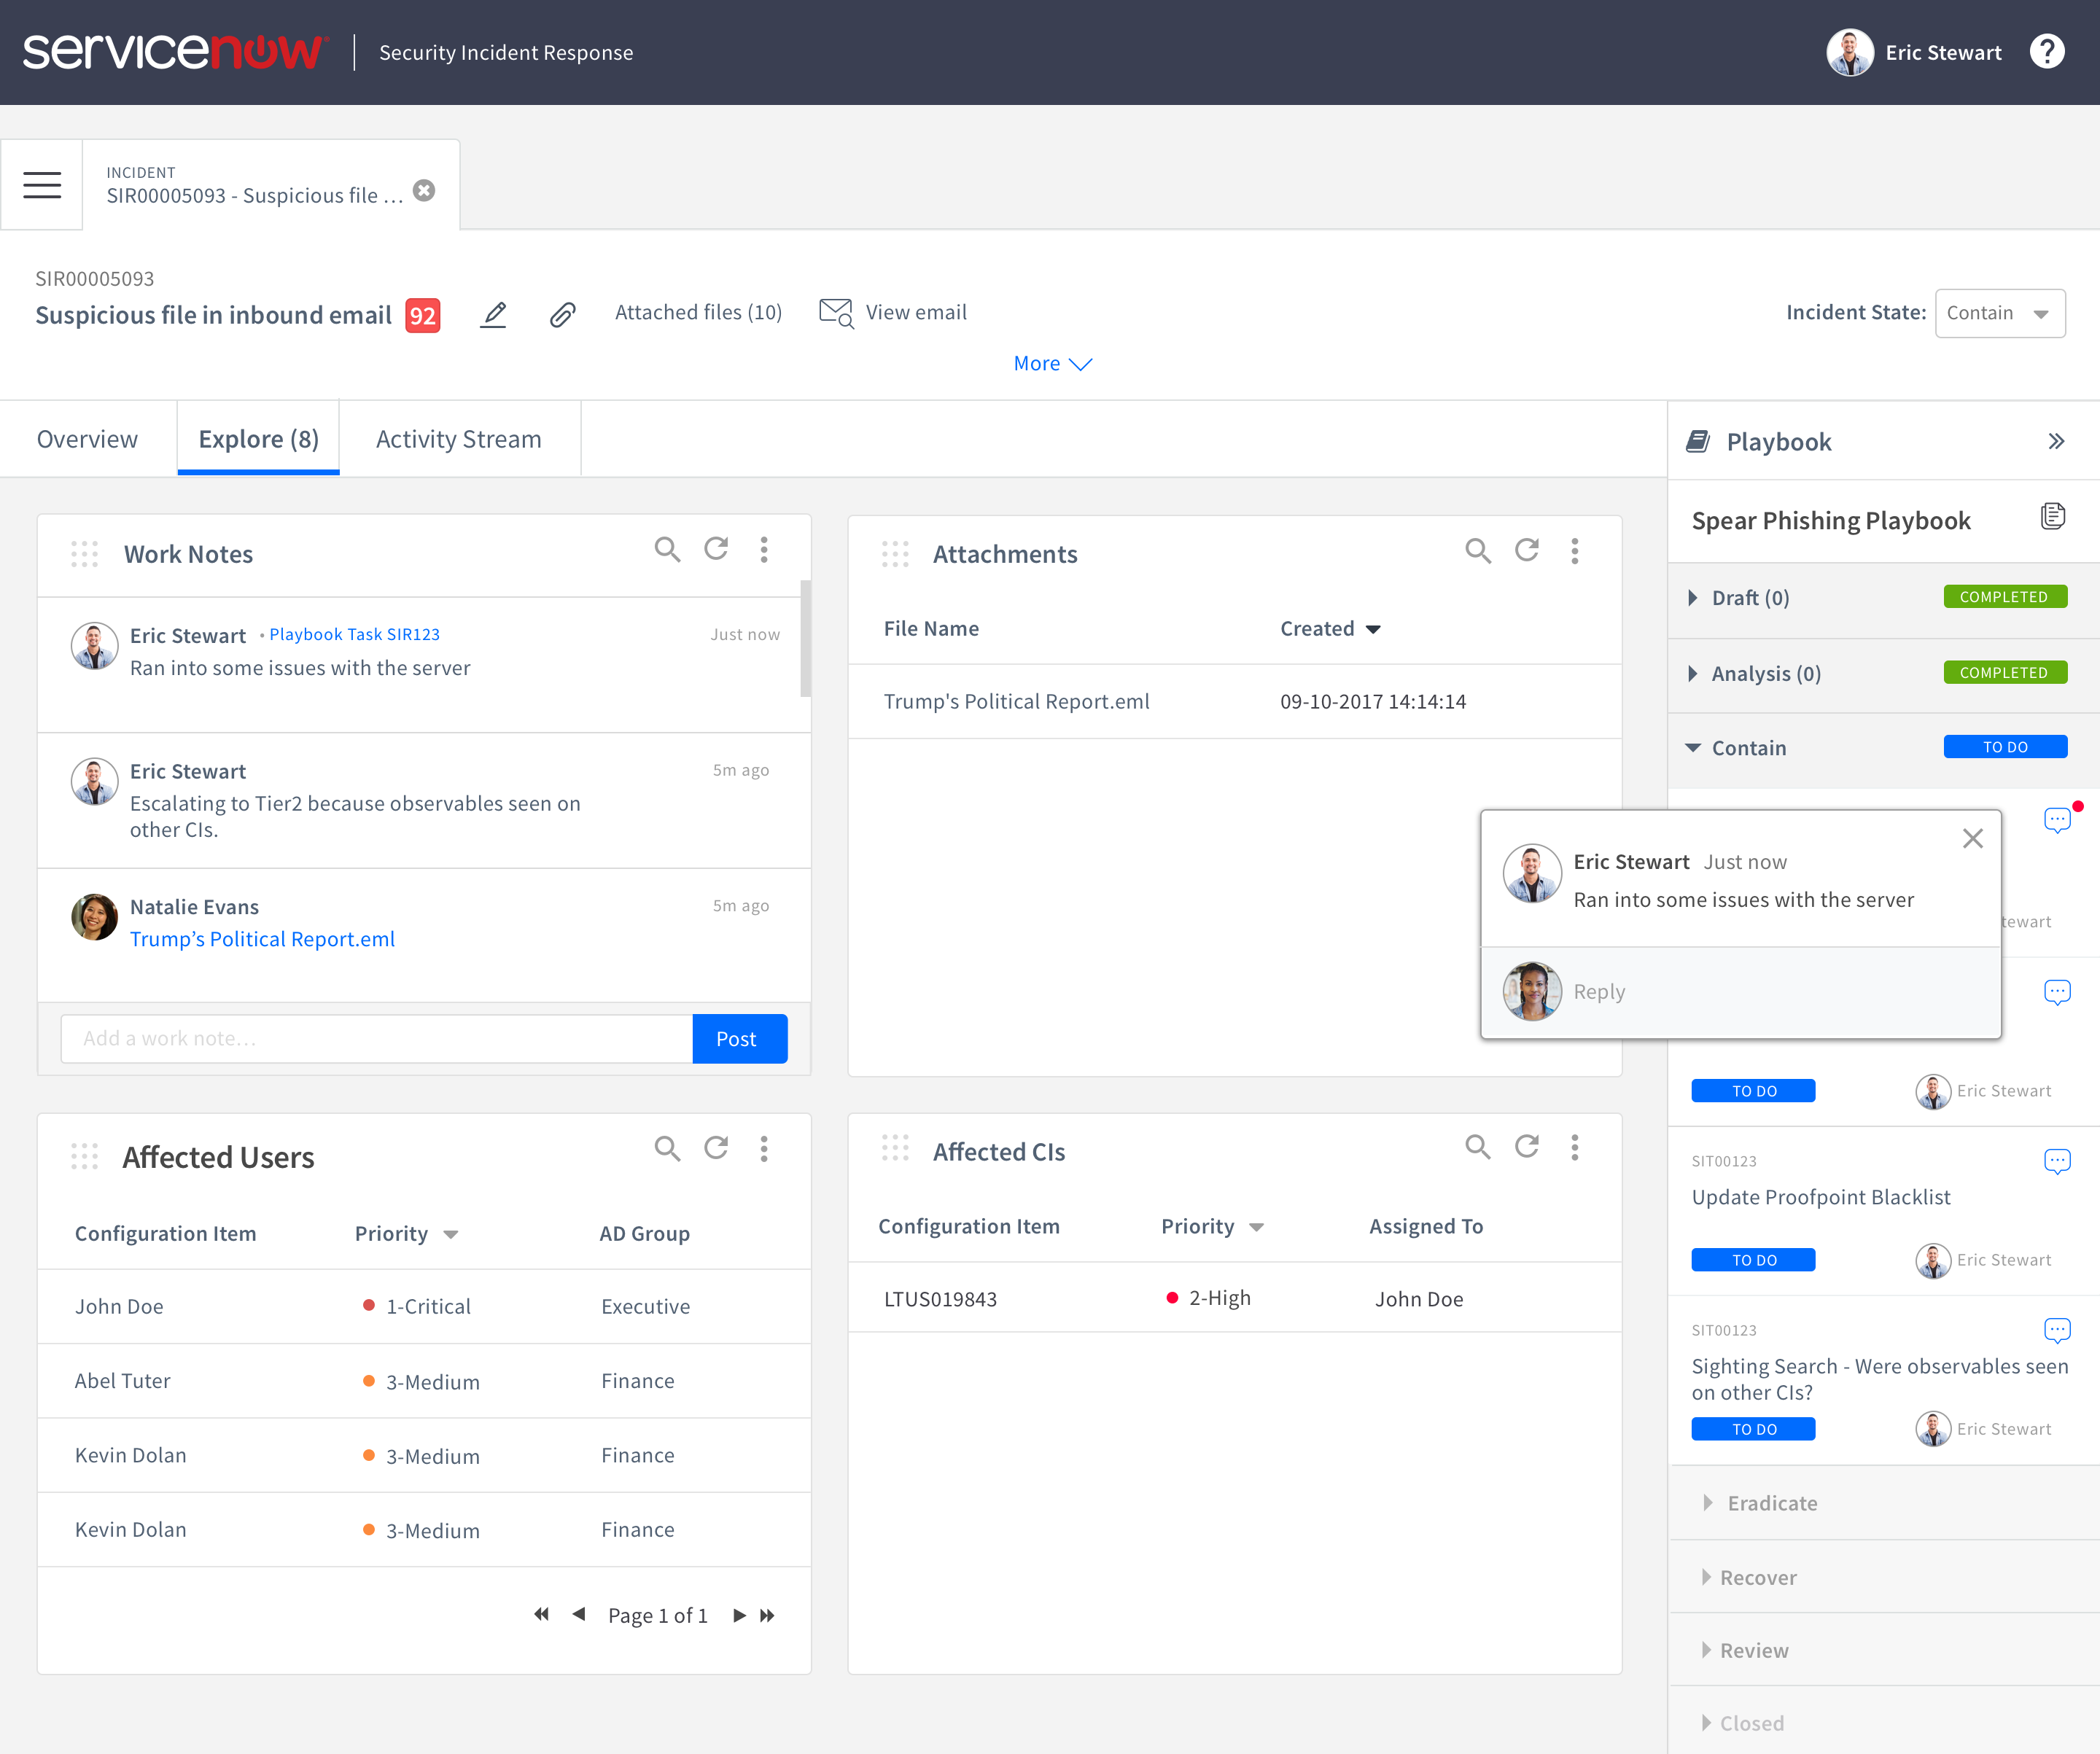 servicenow
Security Incident Response
Eric Stewart
?
INCIDENT
SIR00005093 - Suspicious file ...
SIR00005093
Suspicious file in inbound email 92
Attached files (10)
View email
Incident State: Contain
More
Overview
Explore (8)
Activity Stream
Work Notes
Eric Stewart • Playbook Task SIR123 Just now
Ran into some issues with the server
Eric Stewart 5m ago
Escalating to Tier2 because observables seen on
other CIs.
Natalie Evans 5m ago
Trump’s Political Report.eml
Add a work note...
Post
Attachments
File Name Created
Trump's Political Report.eml 09-10-2017 14:14:14
Affected Users
Configuration Item Priority AD Group
John Doe 1-Critical Executive
Abel Tuter 3-Medium Finance
Kevin Dolan 3-Medium Finance
Kevin Dolan 3-Medium Finance
Page 1 of 1
Affected CIs
Configuration Item Priority Assigned To
LTUS019843 2-High John Doe
Playbook
Spear Phishing Playbook
Draft (0) COMPLETED
Analysis (0) COMPLETED
Contain TO DO
Eric Stewart Just now
Ran into some issues with the server
Reply
tewart
TO DO Eric Stewart
SIT00123
Update Proofpoint Blacklist
TO DO Eric Stewart
SIT00123
Sighting Search - Were observables seen
on other CIs?
TO DO Eric Stewart
Eradicate
Recover
Review
Closed